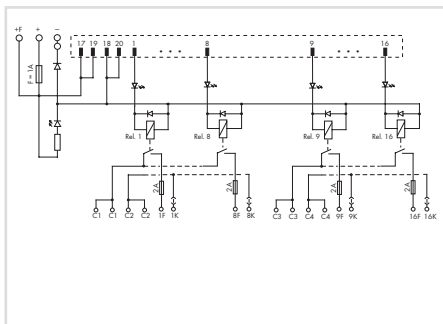 +F + −
17 19 18 20 1 8 9 16
F = 1A
Rel. 1 Rel. 8 Rel. 9 Rel. 16
2A 2A 2A 2A
C1 C1 C2 C2 1F 1K 8F 8K C3 C3 C4 C4 9F 9K 16F 16K